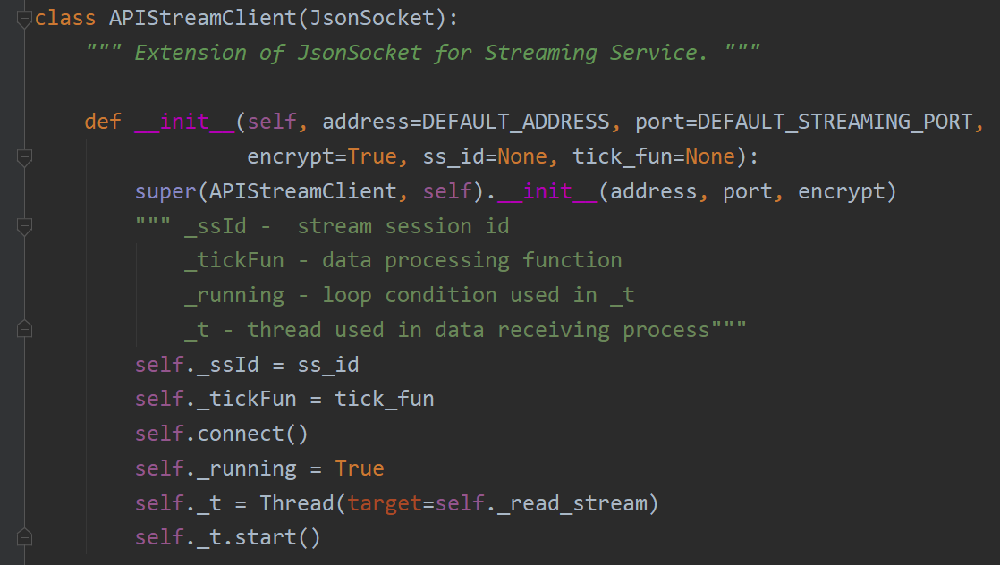 class APIStreamClient(JsonSocket):
""" Extension of JsonSocket for Streaming Service. """
def __init__(self, address=DEFAULT_ADDRESS, port=DEFAULT_STREAMING_PORT,
encrypt=True, ss_id=None, tick_fun=None):
super(APIStreamClient, self).__init__(address, port, encrypt)
""" _ssId -  stream session id
_tickFun - data processing function
_running - loop condition used in _t
_t - thread used in data receiving process"""
self._ssId = ss_id
self._tickFun = tick_fun
self.connect()
self._running = True
self._t = Thread(target=self._read_stream)
self._t.start()